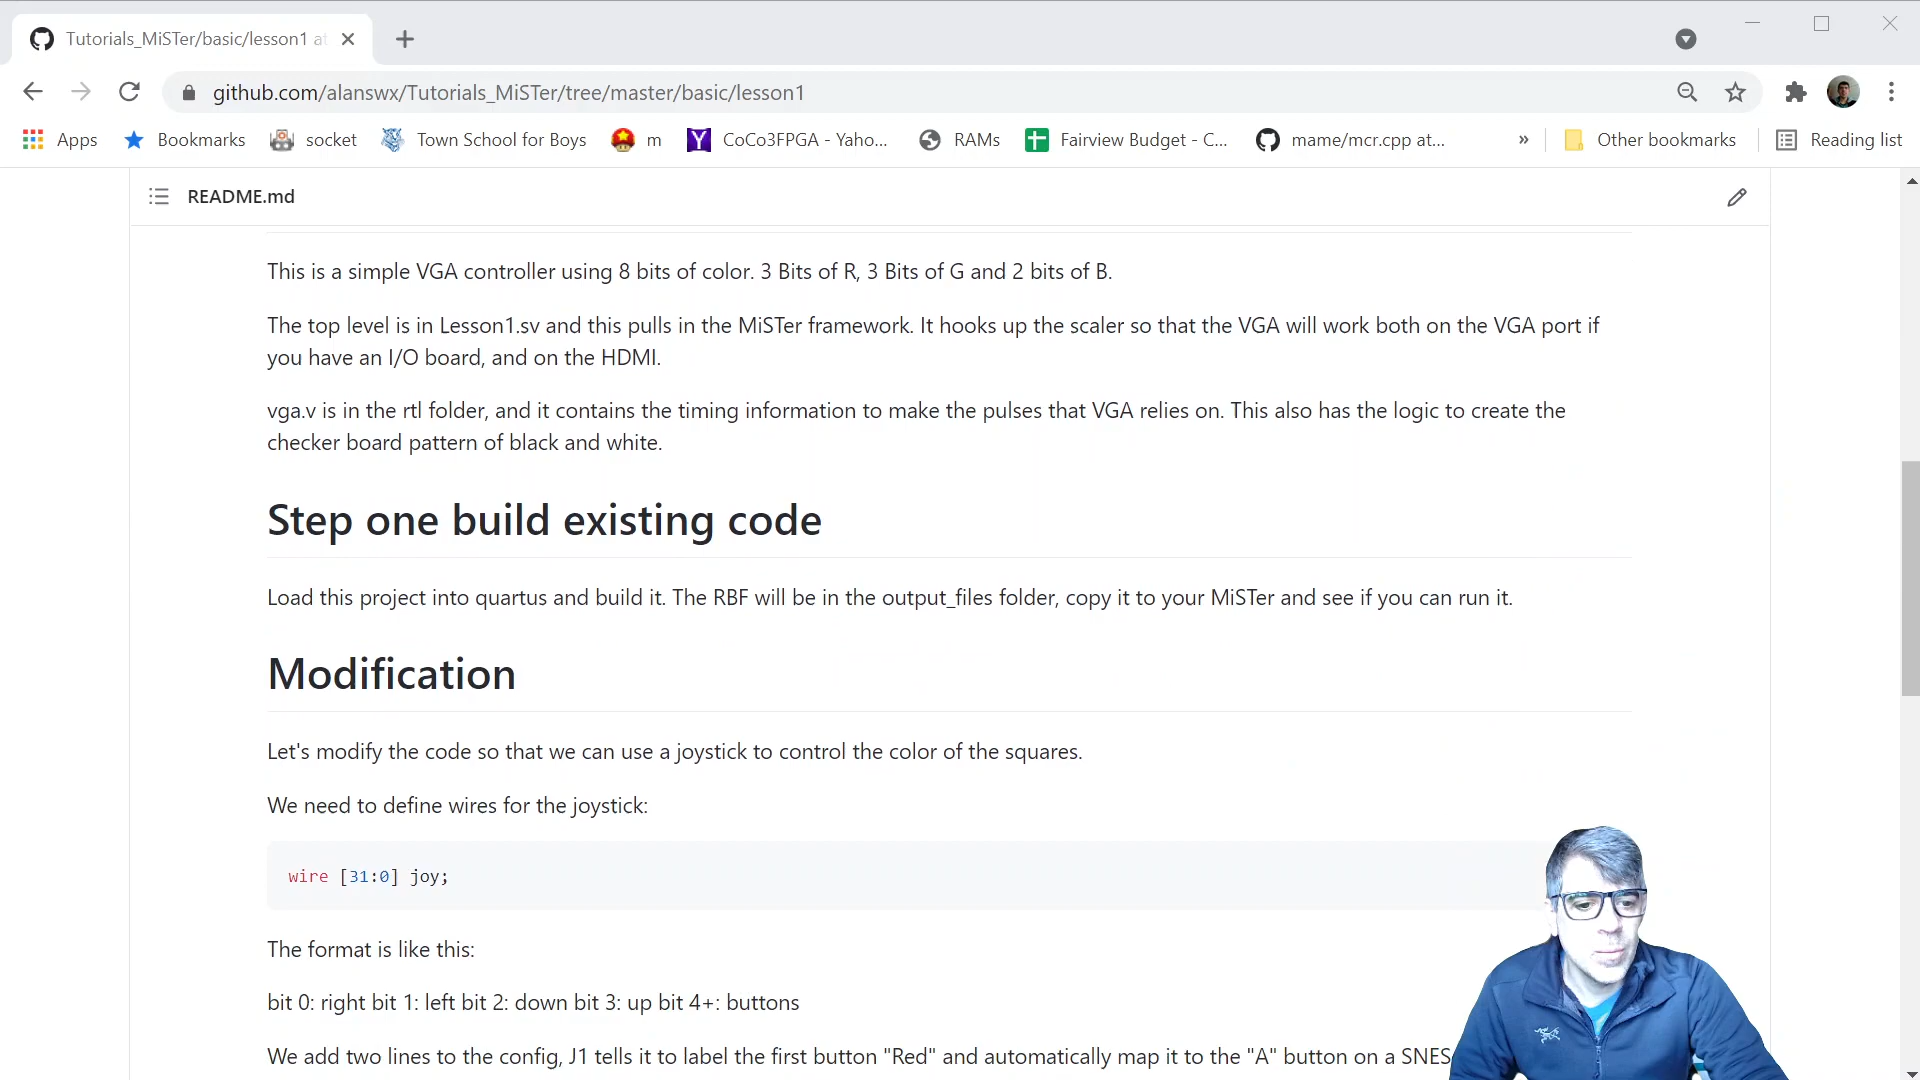 Tutorials_MiSTer/basic/lesson1 at
github.com/alanswx/Tutorials_MiSTer/tree/master/basic/lesson1
Apps Bookmarks socket Town School for Boys m CoCo3FPGA - Yaho... RAMs Fairview Budget - C... mame/mcr.cpp at... » Other bookmarks Reading list
README.md
This is a simple VGA controller using 8 bits of color. 3 Bits of R, 3 Bits of G and 2 bits of B.
The top level is in Lesson1.sv and this pulls in the MiSTer framework. It hooks up the scaler so that the VGA will work both on the VGA port if
you have an I/O board, and on the HDMI.
vga.v is in the rtl folder, and it contains the timing information to make the pulses that VGA relies on. This also has the logic to create the
checker board pattern of black and white.
Step one build existing code
Load this project into quartus and build it. The RBF will be in the output_files folder, copy it to your MiSTer and see if you can run it.
Modification
Let's modify the code so that we can use a joystick to control the color of the squares.
We need to define wires for the joystick:
wire [31:0] joy;
The format is like this:
bit 0: right bit 1: left bit 2: down bit 3: up bit 4+: buttons
We add two lines to the config, J1 tells it to label the first button "Red" and automatically map it to the "A" button on a SNES